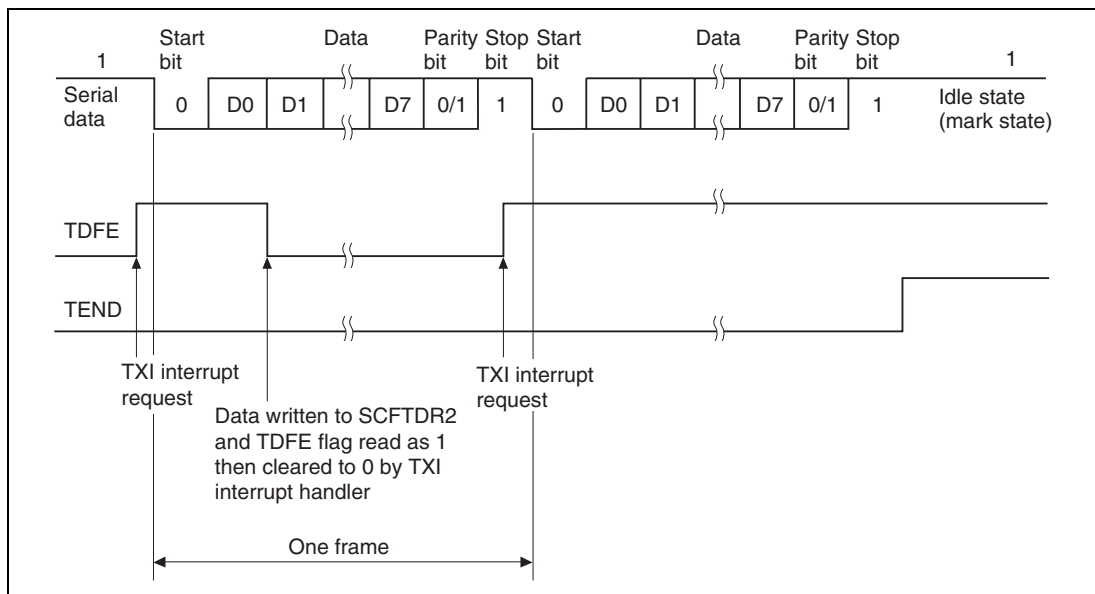 Start bit
Data
Parity bit
Stop bit
Start bit
Data
Parity bit
Stop bit
1
1
Serial data
0
D0
D1
D7
0/1
1
0
D0
D1
D7
0/1
1
Idle state
(mark state)
TDFE
TEND
TXI interrupt
request
TXI interrupt
request
Data written to SCFTDR2
and TDFE flag read as 1
then cleared to 0 by TXI
interrupt handler
One frame